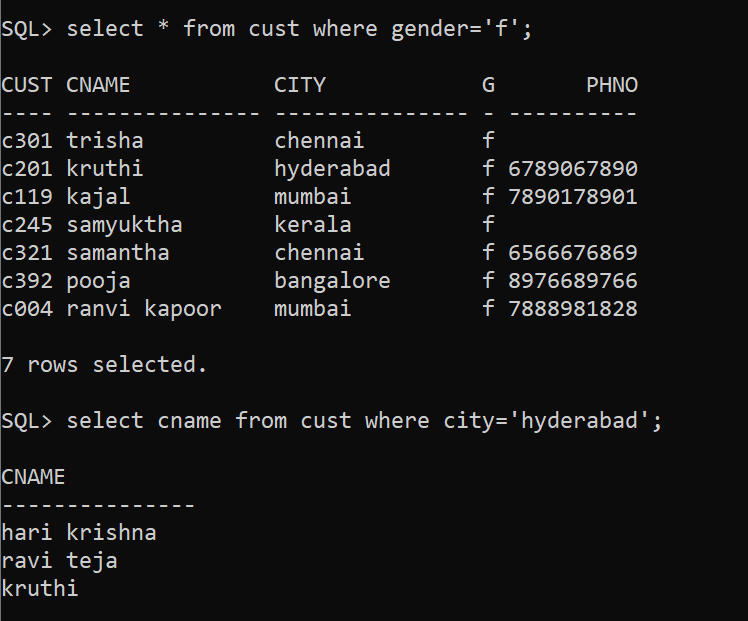 SQL> select * from cust where gender='f';
CUST CNAME           CITY            G       PHNO
---- --------------- --------------- - ----------
c301 trisha          chennai         f
c201 kruthi          hyderabad       f 6789067890
c119 kajal           mumbai          f 7890178901
c245 samyuktha       kerala          f
c321 samantha        chennai         f 6566676869
c392 pooja           bangalore       f 8976689766
c004 ranvi kapoor    mumbai          f 7888981828
7 rows selected.
SQL> select cname from cust where city='hyderabad';
CNAME
---------------
hari krishna
ravi teja
kruthi